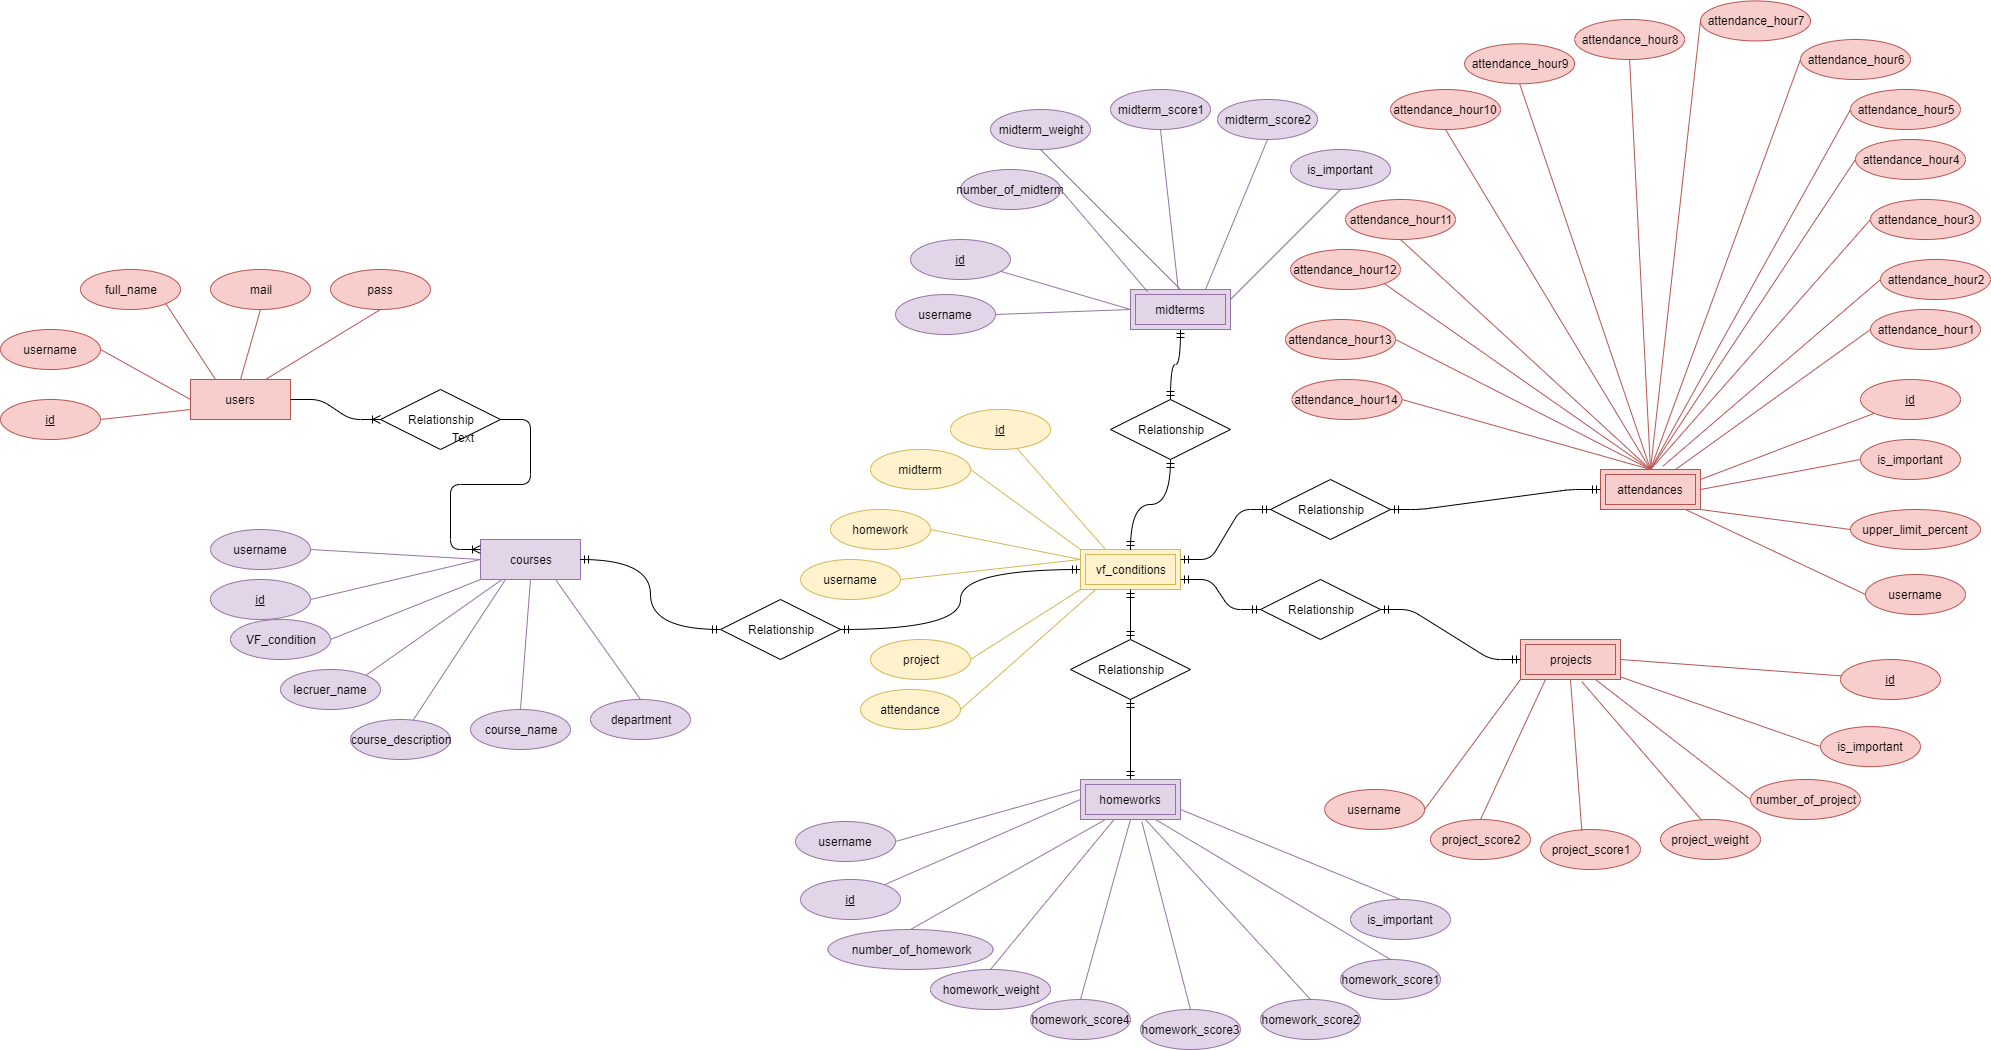 attendance_hour7
attendance_hour8
attendance_hour6
attendance_hour9
attendance_hour10
attendance_hour5
midterm_score1
midterm_score2
midterm_weight
attendance_hour4
is_important
number_of_midterm
attendance_hour11
attendance_hour3
id
attendance_hour12
attendance_hour2
full_name
mail
pass
username
midterms
attendance_hour1
attendance_hour13
username
users
attendance_hour14
id
id
Relationship
Text
id
Relationship
midterm
is_important
attendances
homework
Relationship
upper_limit_percent
username
courses
username
vf_conditions
username
id
Relationship
Relationship
VF_condition
project
Relationship
projects
id
lecruer_name
attendance
department
course_name
course_description
is_important
homeworks
number_of_project
username
username
project_score2
project_score1
project_weight
id
is_important
number_of_homework
homework_weight
homework_score1
homework_score4
homework_score3
homework_score2